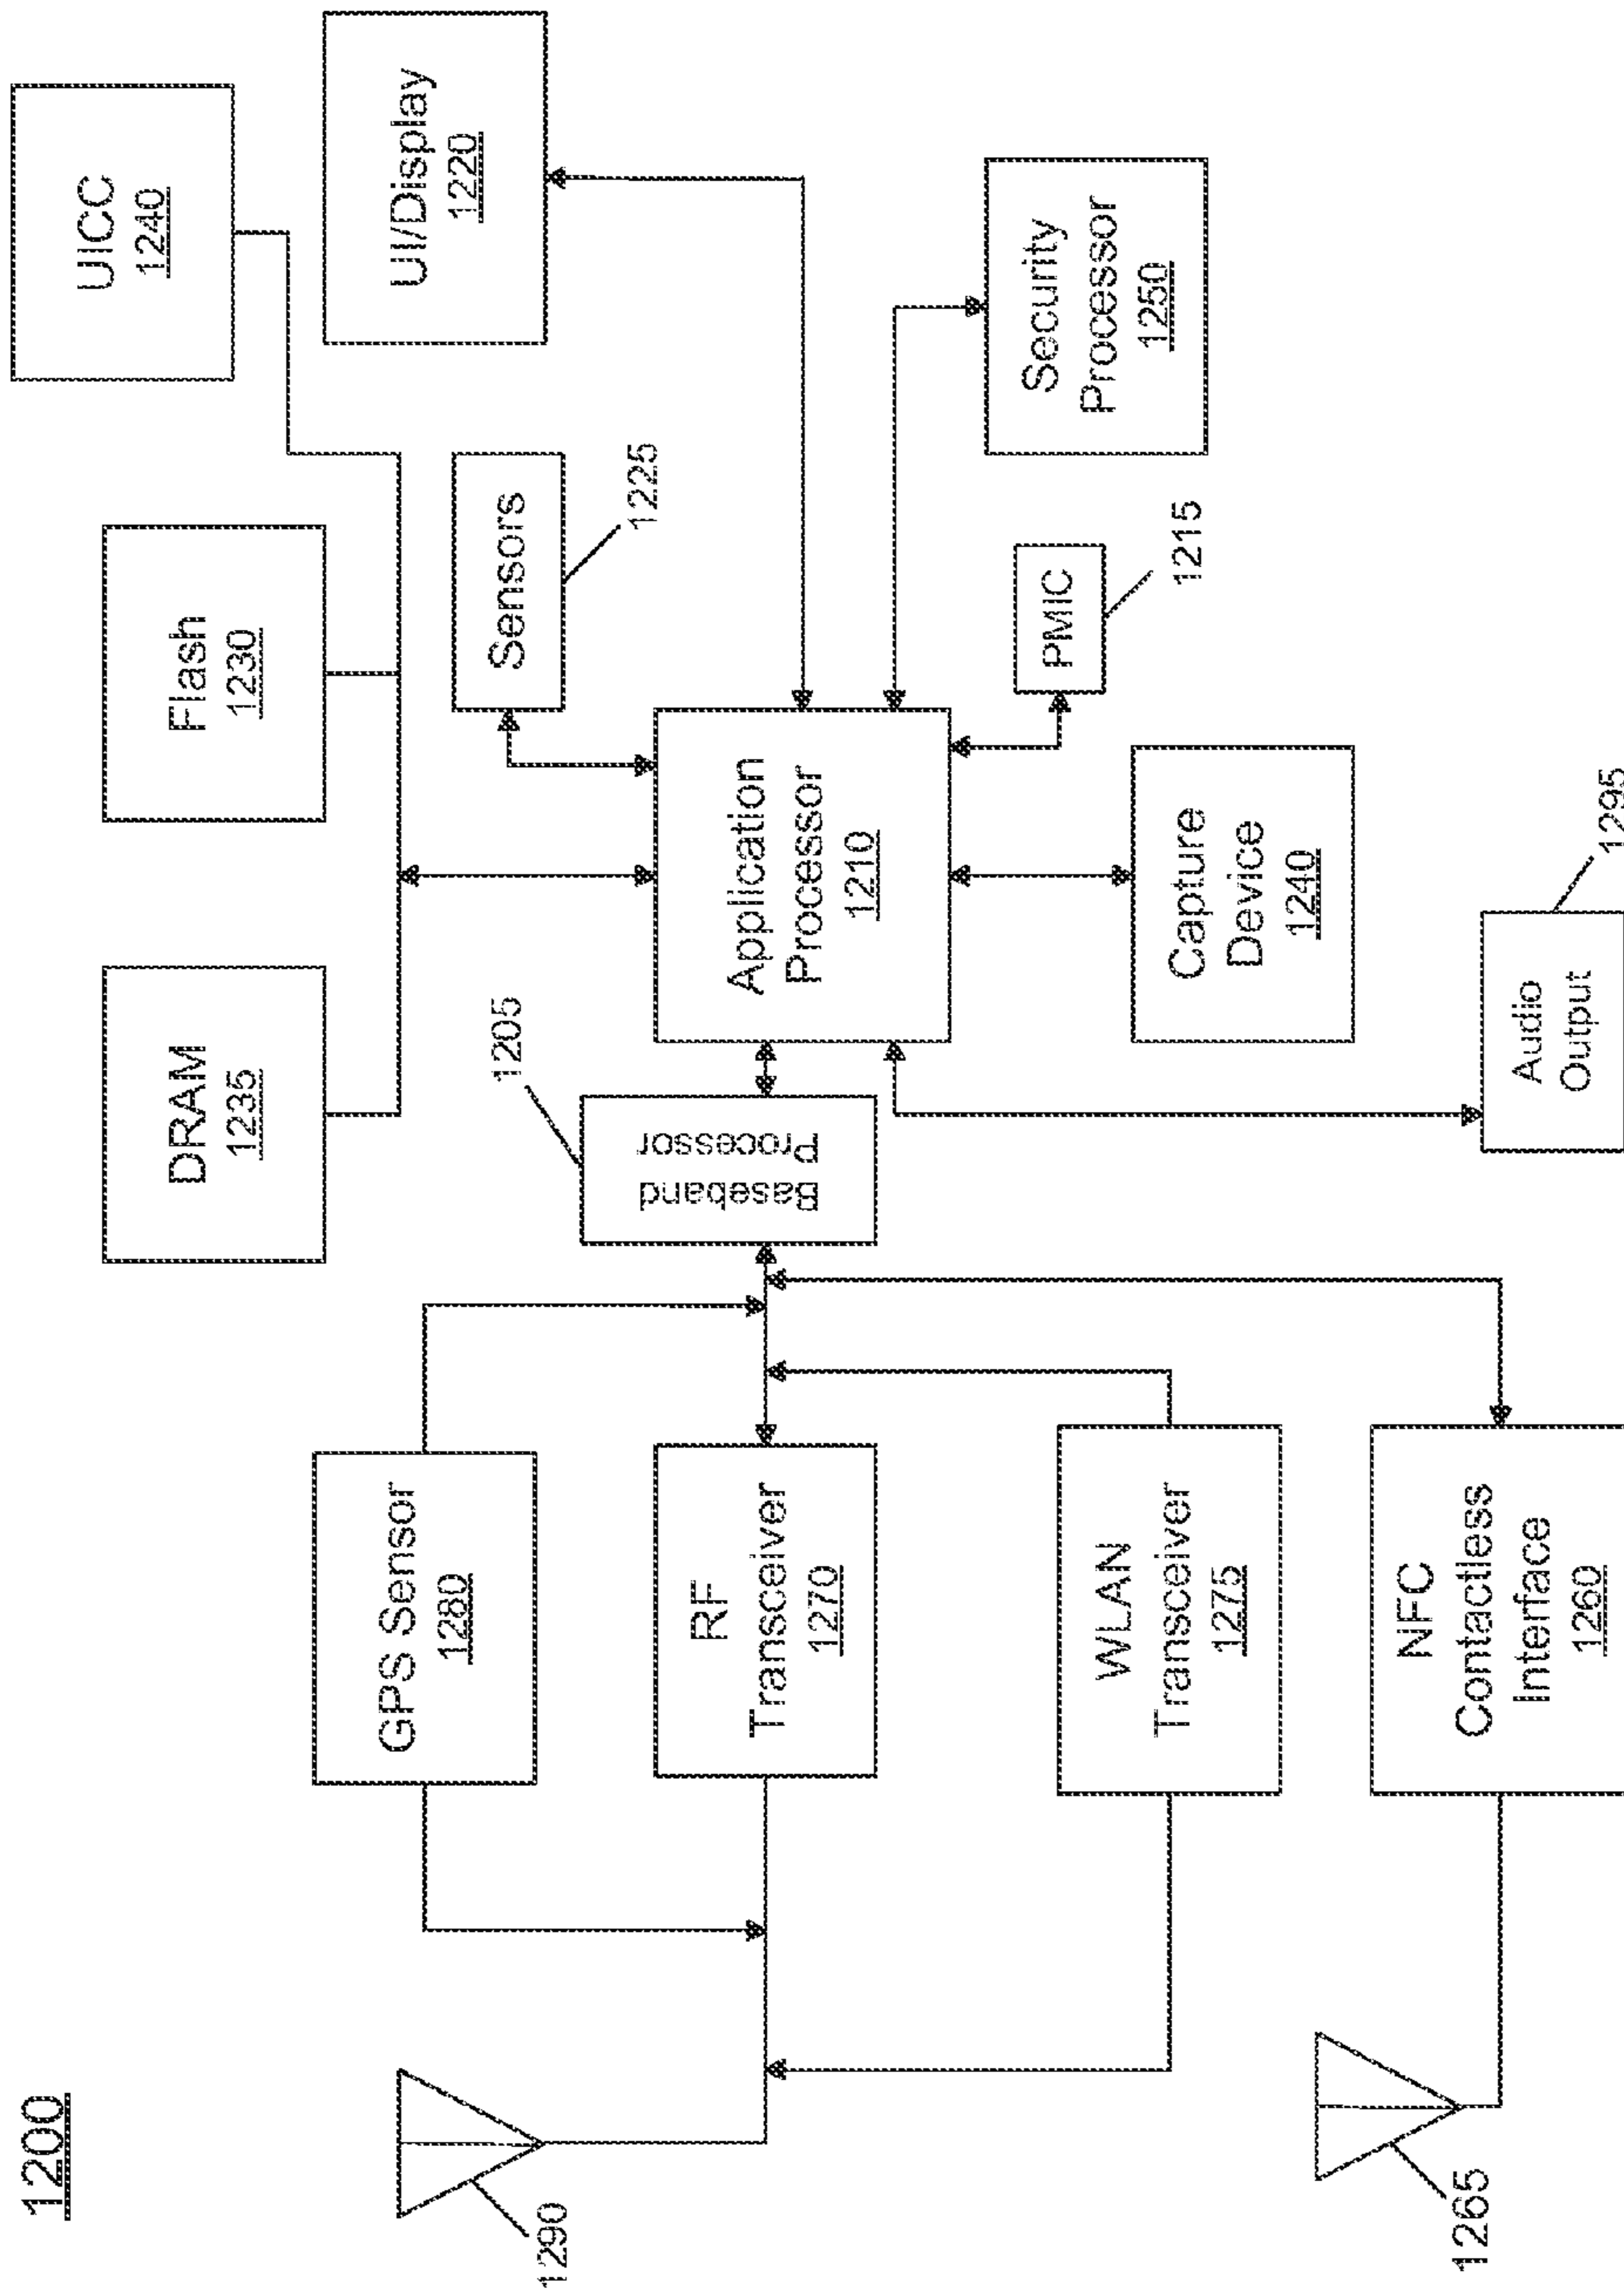 1200
UICC
1240
UI/Display
1220
Flash
1230
DRAM
1235
Sensors
1225
Security
Processor
1250
PMIC
1215
Application
Processor
1210
Capture
Device
1240
1205
Baseband
Processor
Audio
Output
1295
GPS Sensor
1280
RF
Transceiver
1270
WLAN
Transceiver
1275
NFC
Contactless
Interface
1260
1290
1265